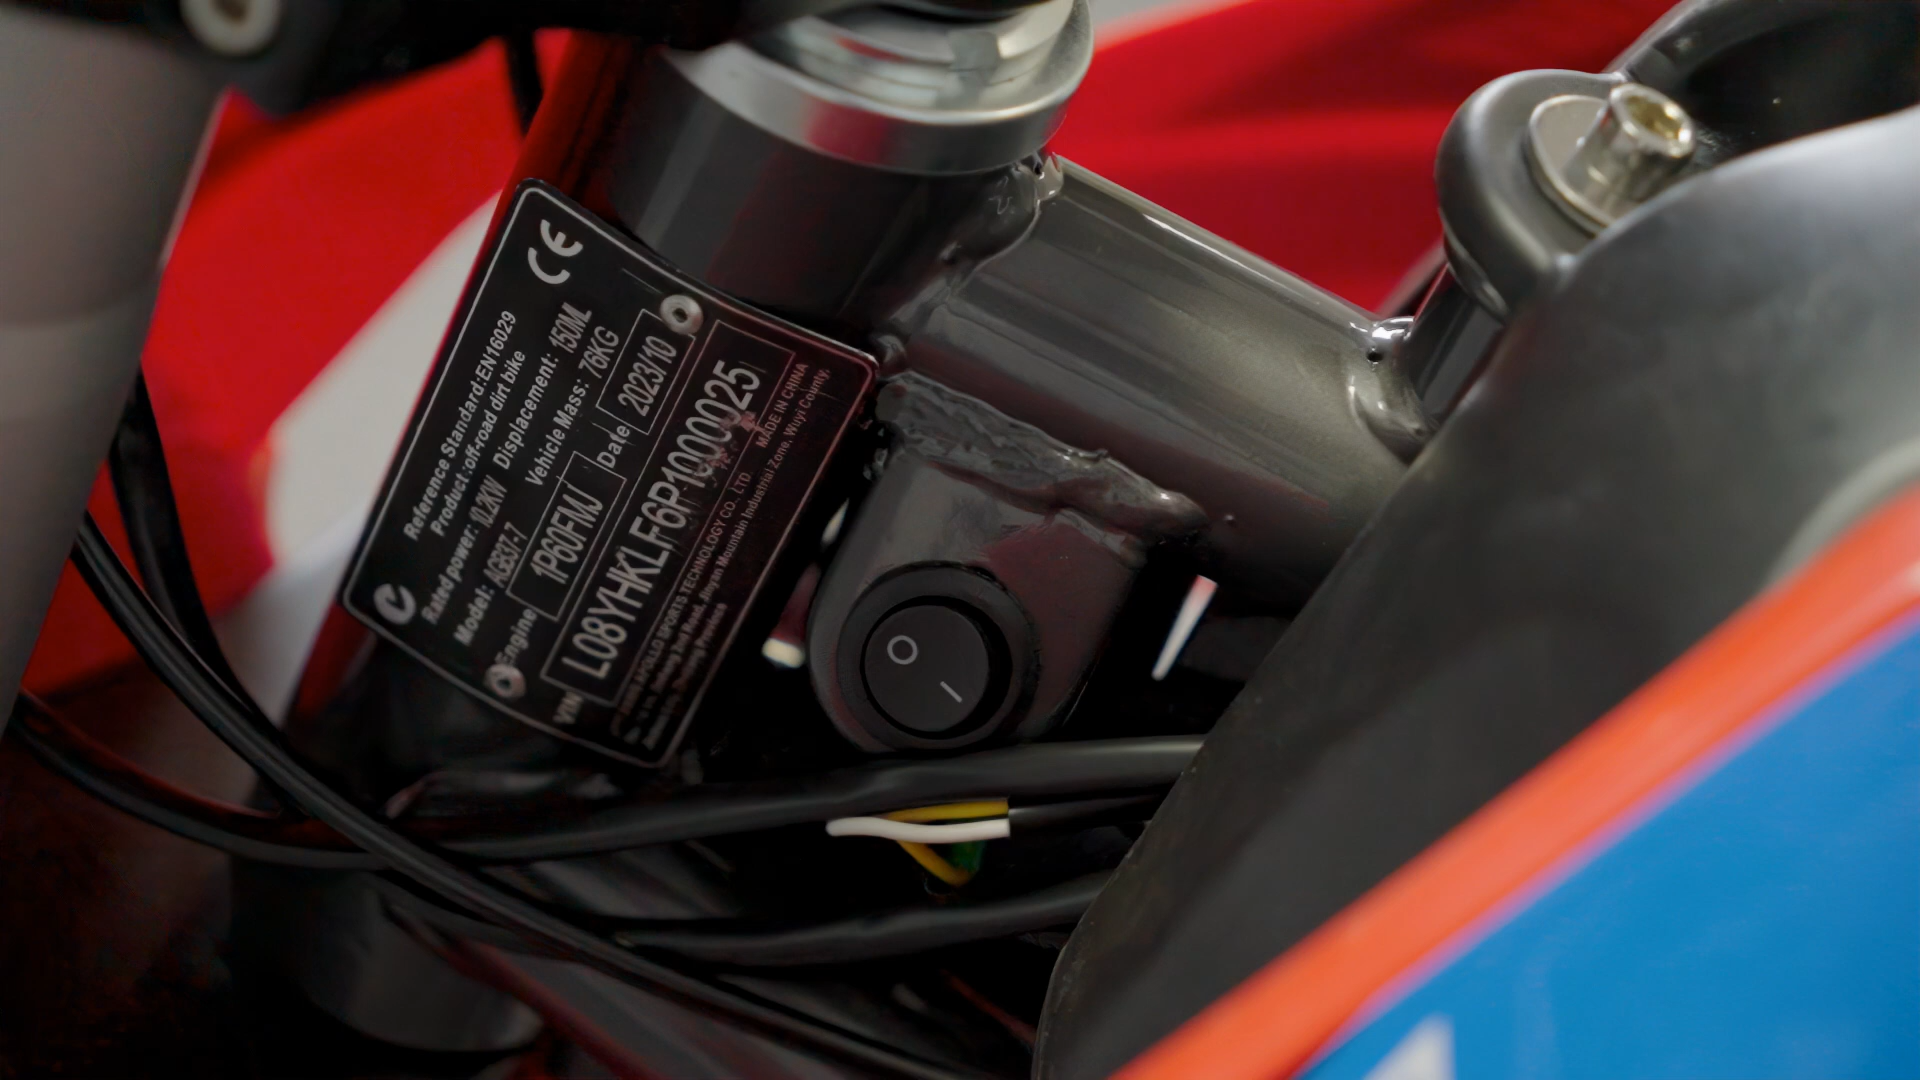 CE
Reference Standard:EN16029
Product:off-road dirt bike
Rated power: 10.2KW Displacement: 150ML
Model: AGB37-7 Vehicle Mass: 76KG
Engine 1P60FMJ Date 2023/10
VIN L08YHKLF6P1000025
APOLLO SPORTS TECHNOLOGY CO., LTD MADE IN CHINA
2nd Road, Mountain Industrial Zone, Wuyi County,
O